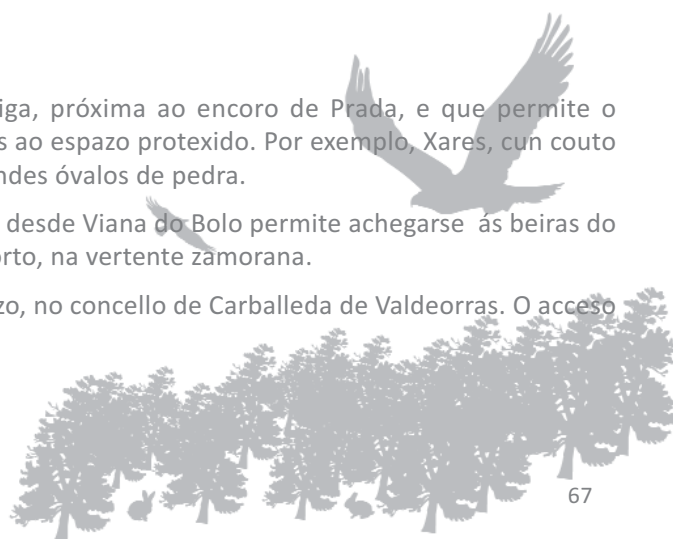 iga, próxima ao encoro de Prada, e que permite o
s ao espazo protexido. Por exemplo, Xares, cun couto
ndes óvalos de pedra.
desde Viana do Bolo permite achegarse ás beiras do
orto, na vertente zamorana.
zo, no concello de Carballeda de Valdeorras. O acceso
67